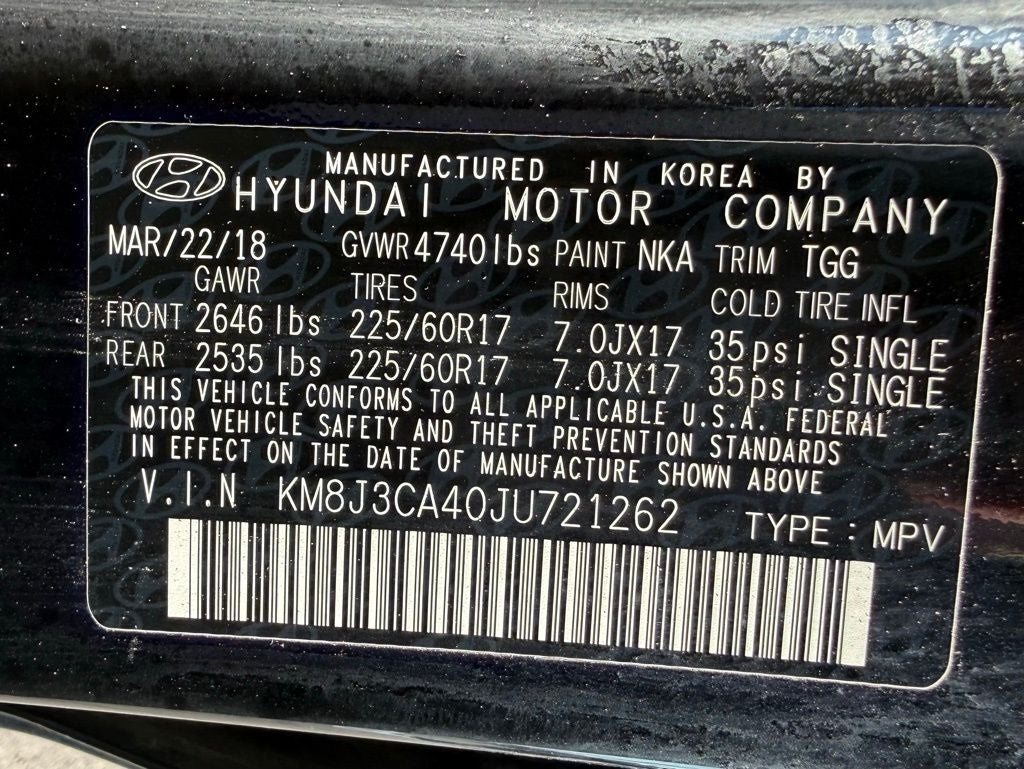 MANUFACTURED IN KOREA BY
HYUNDAI MOTOR COMPANY
MAR/22/18 GVWR 4740lbs PAINT NKA TRIM TGG
GAWR TIRES RIMS COLD TIRE INFL
FRONT 2646 lbs 225/60R17 7.0JX17 35psi SINGLE
REAR 2535 lbs 225/60R17 7.0JX17 35psi SINGLE
THIS VEHICLE CONFORMS TO ALL APPLICABLE U.S.A. FEDERAL
MOTOR VEHICLE SAFETY AND THEFT PREVENTION STANDARDS
IN EFFECT ON THE DATE OF MANUFACTURE SHOWN ABOVE
V.I.N KM8J3CA40JU721262 TYPE : MPV